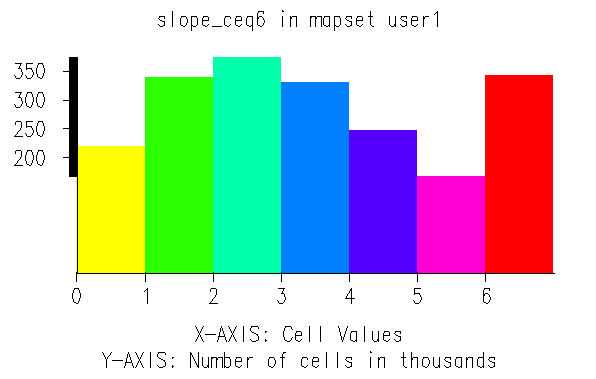 slope_ceq6 in mapset user1
350
300
250
200
0 1 2 3 4 5 6
X-AXIS: Cell Values
Y-AXIS: Number of cells in thousands